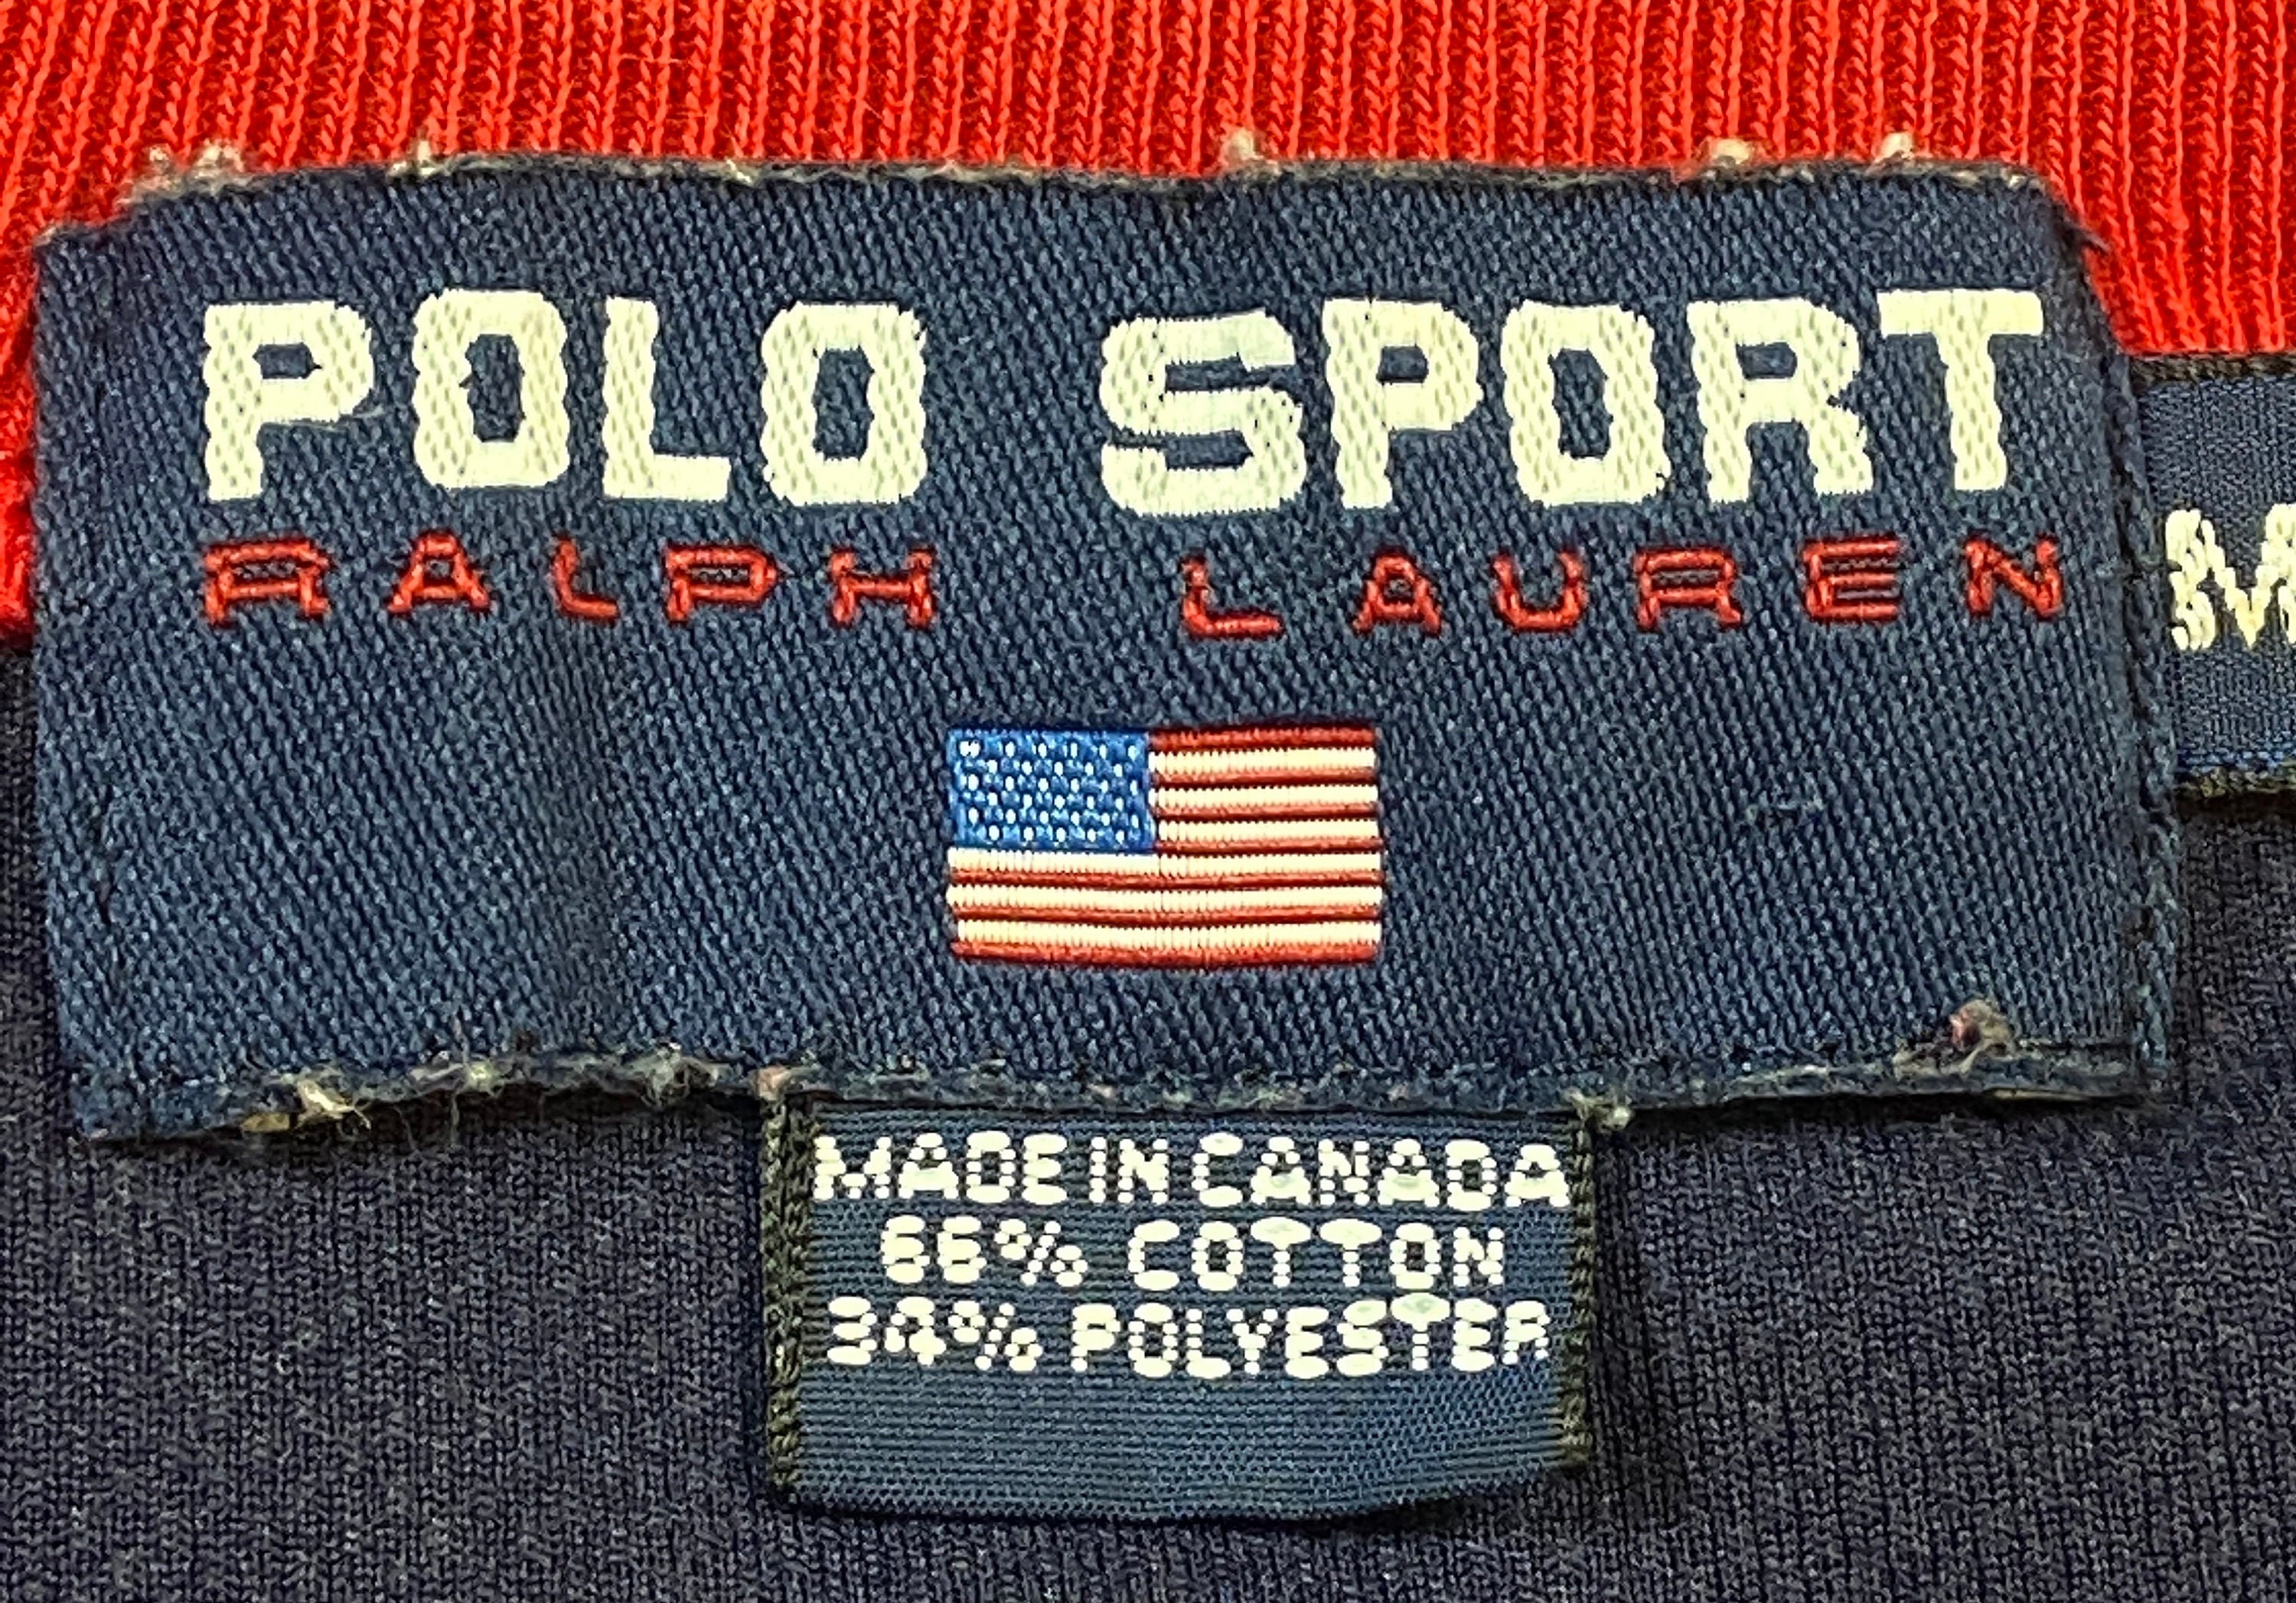 POLO SPORT
RALPH LAUREN
M
MADE IN CANADA
66% COTTON
34% POLYESTER